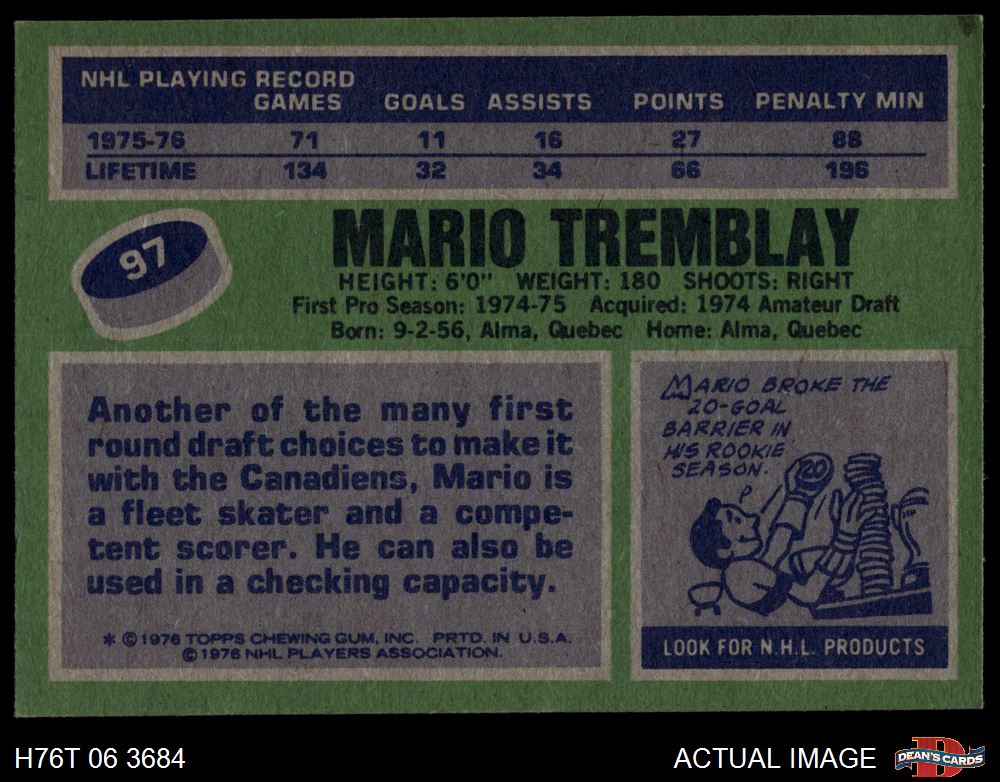 NHL PLAYING RECORD
GAMES GOALS ASSISTS POINTS PENALTY MIN
1975-76 71 11 16 27 88
LIFETIME 134 32 34 66 196
97
MARIO TREMBLAY
HEIGHT: 6'0" WEIGHT: 180 SHOOTS: RIGHT
First Pro Season: 1974-75 Acquired: 1974 Amateur Draft
Born: 9-2-56, Alma, Quebec Home: Alma, Quebec
Another of the many first
round draft choices to make it
with the Canadiens, Mario is
a fleet skater and a compe-
tent scorer. He can also be
used in a checking capacity.
* © 1976 TOPPS CHEWING GUM, INC. PRTD. IN U.S.A.
© 1976 NHL PLAYERS ASSOCIATION.
MARIO BROKE THE
20-GOAL
BARRIER IN
HIS ROOKIE
SEASON.
20
LOOK FOR N.H.L. PRODUCTS
H76T 06 3684
ACTUAL IMAGE
D
DEAN'S CARDS